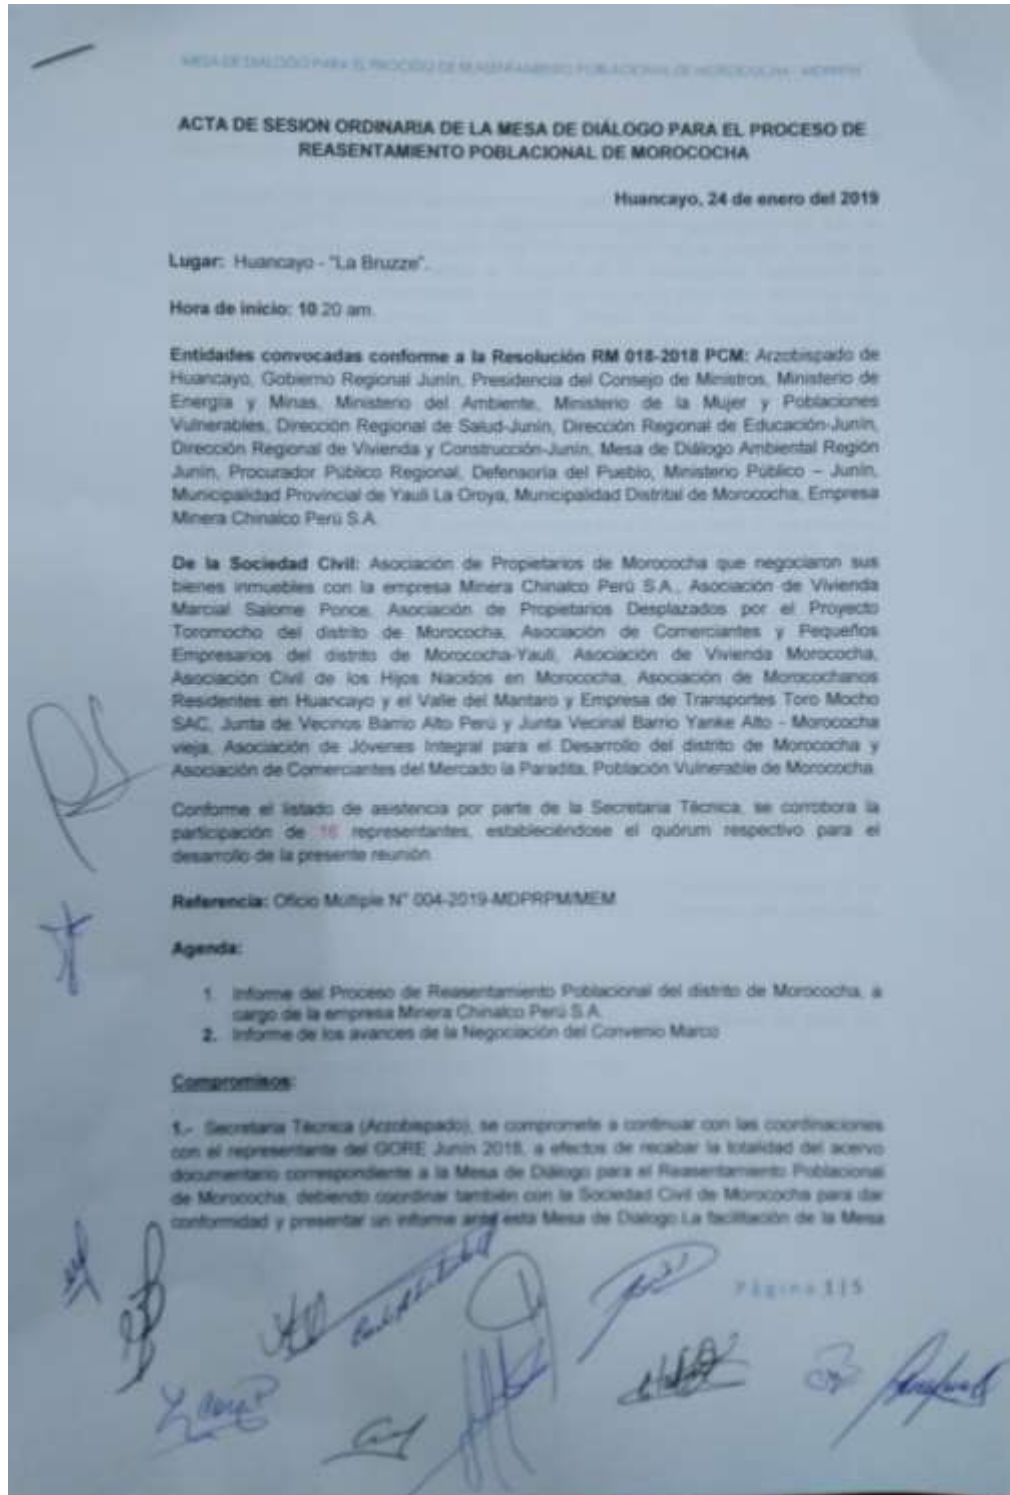 MESA DE DIALOGO PARA EL PROCESO DE REASENTAMIENTO POBLACIONAL DE MOROCOCHA - MDPRPM
ACTA DE SESION ORDINARIA DE LA MESA DE DIÁLOGO PARA EL PROCESO DE
REASENTAMIENTO POBLACIONAL DE MOROCOCHA
Huancayo, 24 de enero del 2019
Lugar: Huancayo - "La Bruzze".
Hora de inicio: 10:20 am.
Entidades convocadas conforme a la Resolución RM 018-2018 PCM: Arzobispado de
Huancayo, Gobierno Regional Junín, Presidencia del Consejo de Ministros, Ministerio de
Energía y Minas, Ministerio del Ambiente, Ministerio de la Mujer y Poblaciones
Vulnerables, Dirección Regional de Salud-Junín, Dirección Regional de Educación-Junín,
Dirección Regional de Vivienda y Construcción-Junín, Mesa de Diálogo Ambiental Región
Junín, Procurador Público Regional, Defensoría del Pueblo, Ministerio Público – Junín,
Municipalidad Provincial de Yauli La Oroya, Municipalidad Distrital de Morococha, Empresa
Minera Chinalco Perú S.A.
De la Sociedad Civil: Asociación de Propietarios de Morococha que negociaron sus
bienes inmuebles con la empresa Minera Chinalco Perú S.A., Asociación de Vivienda
Marcial Salome Ponce, Asociación de Propietarios Desplazados por el Proyecto
Toromocho del distrito de Morococha, Asociación de Comerciantes y Pequeños
Empresarios del distrito de Morococha-Yauli, Asociación de Vivienda Morococha,
Asociación Civil de los Hijos Nacidos en Morococha, Asociación de Morocochanos
Residentes en Huancayo y el Valle del Mantaro y Empresa de Transportes Toro Mocho
SAC, Junta de Vecinos Barrio Alto Perú y Junta Vecinal Barrio Yanke Alto - Morococha
vieja, Asociación de Jóvenes Integral para el Desarrollo del distrito de Morococha y
Asociación de Comerciantes del Mercado la Paradita, Población Vulnerable de Morococha.
Conforme el listado de asistencia por parte de la Secretaria Técnica, se corrobora la
participación de 16 representantes, estableciéndose el quórum respectivo para el
desarrollo de la presente reunión.
Referencia: Oficio Múltiple N° 004-2019-MDPRPM/MEM
Agenda:
1. Informe del Proceso de Reasentamiento Poblacional del distrito de Morococha, a
cargo de la empresa Minera Chinalco Perú S.A.
2. Informe de los avances de la Negociación del Convenio Marco
Compromisos:
1.- Secretaria Técnica (Arzobispado), se compromete a continuar con las coordinaciones
con el representante del GORE Junín 2018, a efectos de recabar la totalidad del acervo
documentario correspondiente a la Mesa de Diálogo para el Reasentamiento Poblacional
de Morococha, debiendo coordinar también con la Sociedad Civil de Morococha para dar
conformidad y presentar un informe ante esta Mesa de Dialogo.La facilitación de la Mesa
Página 1|5